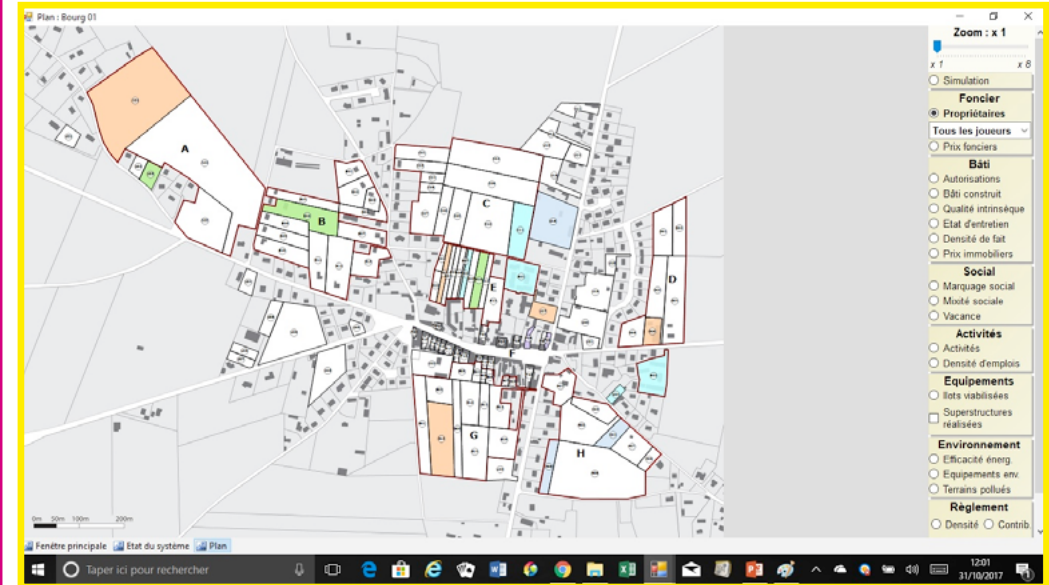 Plan : Bourg 01
Zoom : x 1
x 1 x 8
Simulation
Foncier
Propriétaires
Tous les joueurs
Prix fonciers
Bâti
Autorisations
Bâti construit
Qualité intrinsèque
Etat d'entretien
Densité de fait
Prix immobiliers
Social
Marquage social
Mixité sociale
Vacance
Activités
Activités
Densité d'emplois
Equipements
Ilots viabilisées
Superstructures
réalisées
Environnement
Efficacité énerg.
Equipements env.
Terrains pollués
Règlement
Densité Contrib.
A
B
C
D
E
F
G
H
0m 50m 100m 200m
Fenêtre principale Etat du système Plan
Taper ici pour rechercher
12:01
31/10/2017